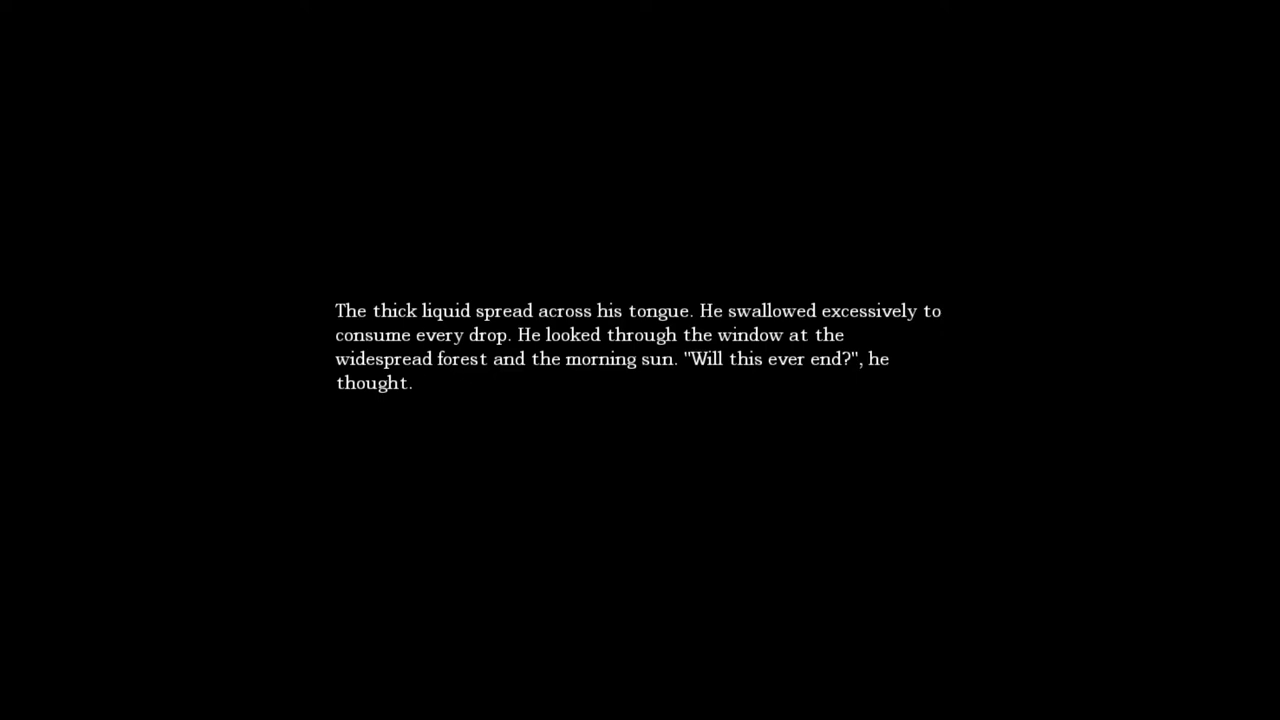 The thick liquid spread across his tongue. He swallowed excessively to
consume every drop. He looked through the window at the
widespread forest and the morning sun. "Will this ever end?", he
thought.